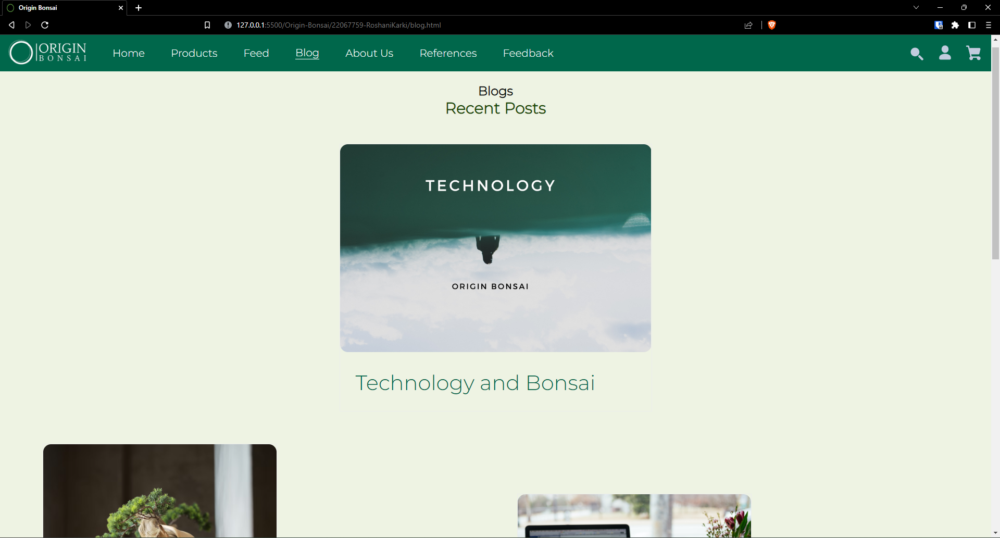 Origin Bonsai
127.0.0.1:5500/Origin-Bonsai/22067759-RoshaniKarki/blog.html
ORIGIN
BONSAI
Home Products Feed Blog About Us References Feedback
Blogs
Recent Posts
TECHNOLOGY
ORIGIN BONSAI
Technology and Bonsai